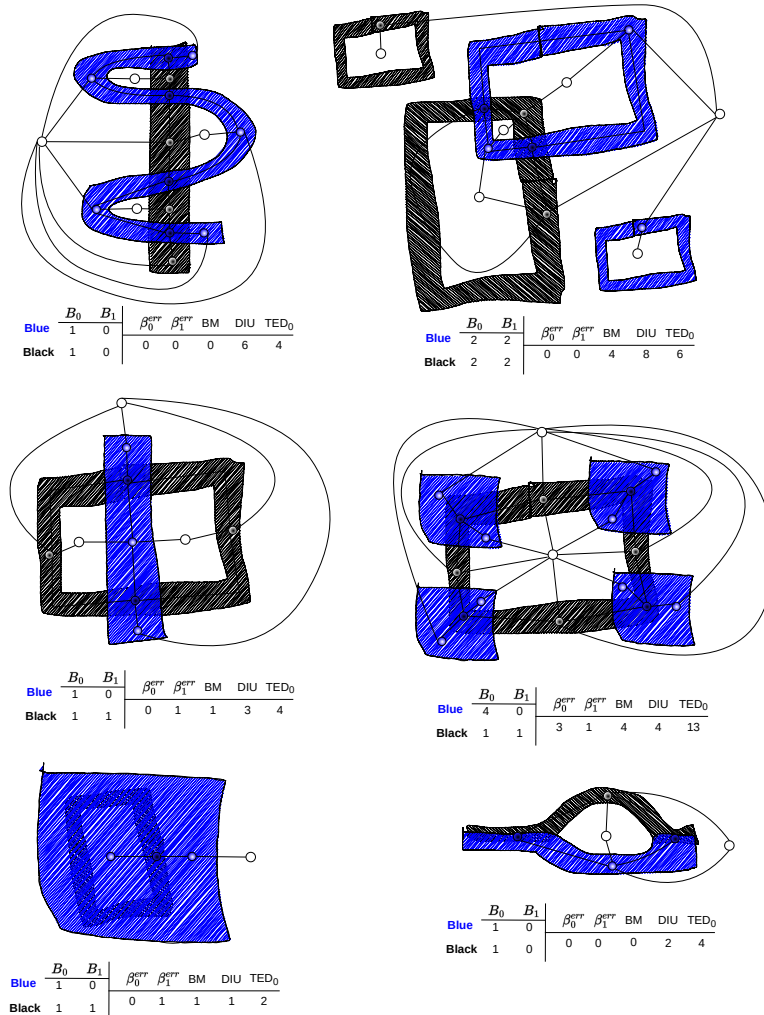 B₀ B₁ β₀ᵉʳʳ β₁ᵉʳʳ BM DIU TED₀
Blue 1 0
0 0 0 6 4
Black 1 0
B₀ B₁ β₀ᵉʳʳ β₁ᵉʳʳ BM DIU TED₀
Blue 2 2
0 0 4 8 6
Black 2 2
B₀ B₁ β₀ᵉʳʳ β₁ᵉʳʳ BM DIU TED₀
Blue 1 0
0 1 1 3 4
Black 1 1
B₀ B₁ β₀ᵉʳʳ β₁ᵉʳʳ BM DIU TED₀
Blue 4 0
3 1 4 4 13
Black 1 1
B₀ B₁ β₀ᵉʳʳ β₁ᵉʳʳ BM DIU TED₀
Blue 1 0
0 1 1 1 2
Black 1 1
B₀ B₁ β₀ᵉʳʳ β₁ᵉʳʳ BM DIU TED₀
Blue 1 0
0 0 0 2 4
Black 1 0